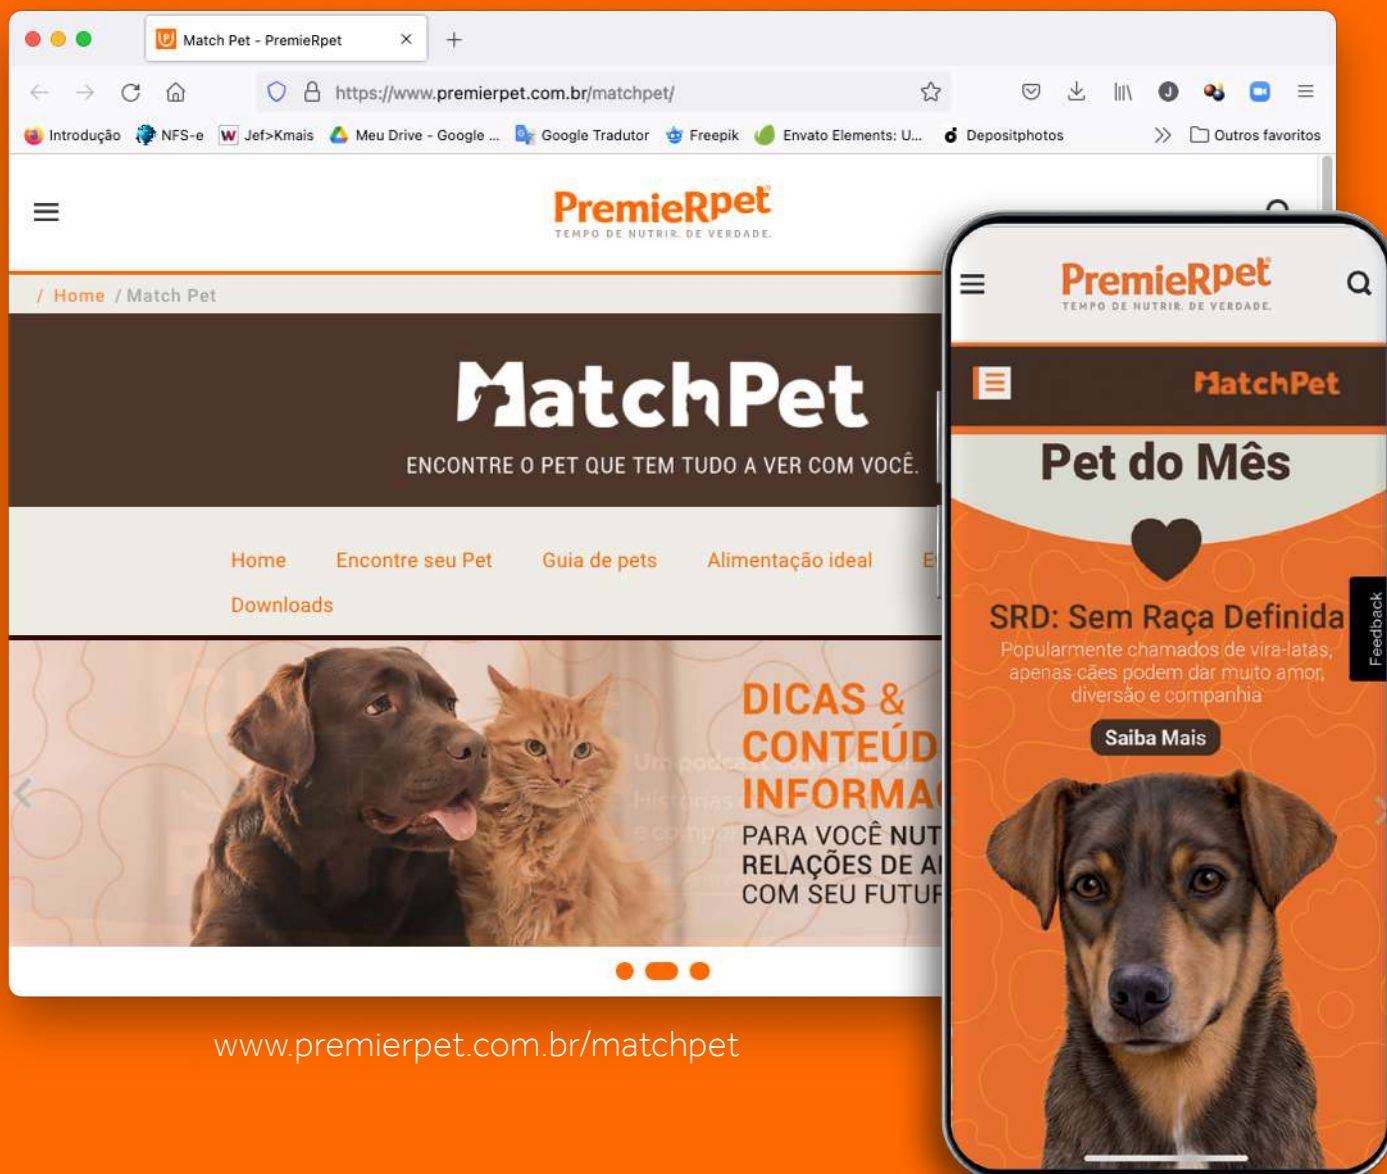 Match Pet - PremieRpet
https://www.premierpet.com.br/matchpet/
Introdução NFS-e Jef>Kmais Meu Drive - Google ... Google Tradutor Freepik Envato Elements: U... Depositphotos Outros favoritos
PremieRpet
TEMPO DE NUTRIR. DE VERDADE.
/ Home / Match Pet
MatchPet
ENCONTRE O PET QUE TEM TUDO A VER COM VOCÊ.
Home Encontre seu Pet Guia de pets Alimentação ideal
Downloads
DICAS &
CONTEÚD
INFORMA
PARA VOCÊ NUT
RELAÇÕES DE
COM SEU FUTU
Um podcast
Histórias
www.premierpet.com.br/matchpet
PremieRpet
TEMPO DE NUTRIR. DE VERDADE.
MatchPet
Pet do Mês
SRD: Sem Raça Definida
Popularmente chamados de vira-latas,
apenas cães podem dar muito amor,
diversão e companhia
Saiba Mais
Feedback